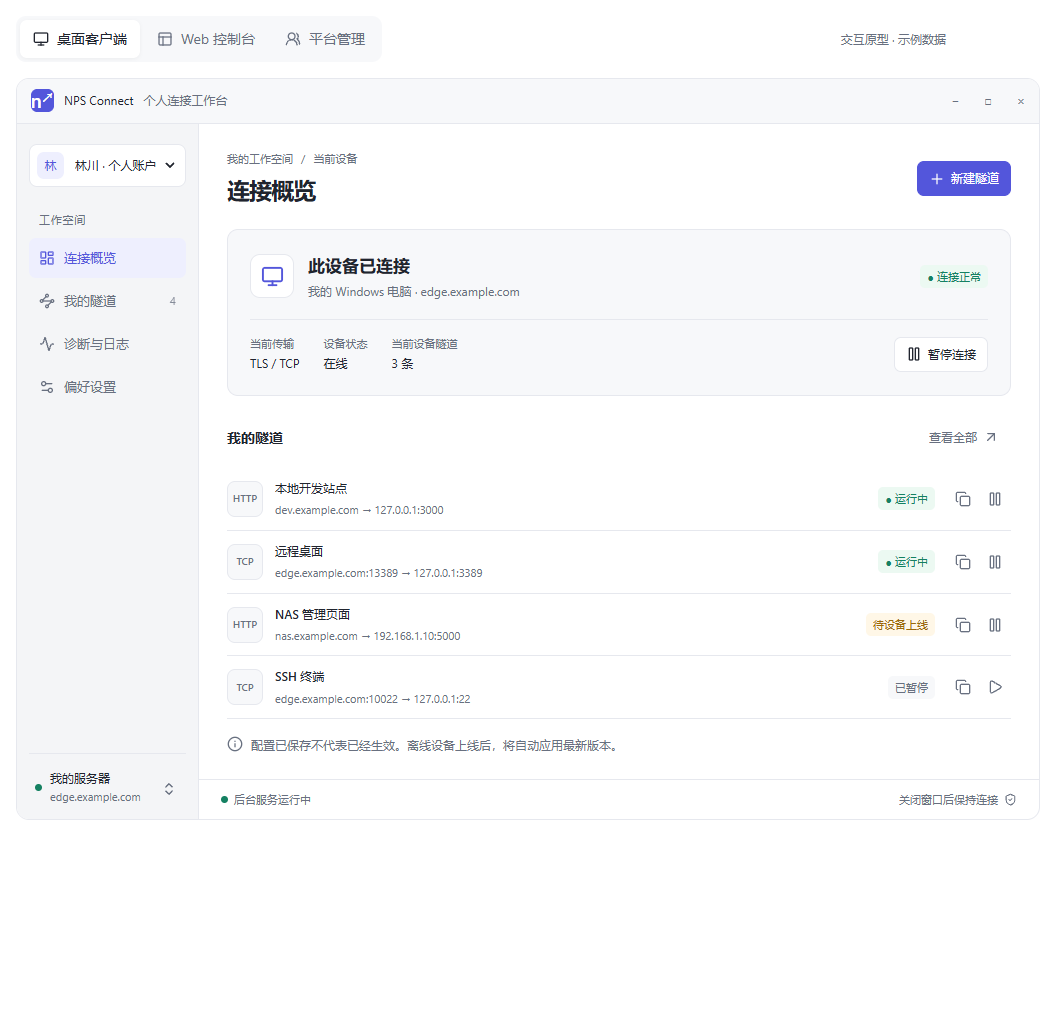 桌面客户端
Web 控制台
平台管理
交互原型 · 示例数据
NPS Connect 个人连接工作台
林 林川 · 个人账户
工作空间
连接概览
我的隧道 4
诊断与日志
偏好设置
我的服务器
edge.example.com
我的工作空间 / 当前设备
连接概览
新建隧道
此设备已连接
我的 Windows 电脑 · edge.example.com
连接正常
当前传输
TLS / TCP
设备状态
在线
当前设备隧道
3 条
暂停连接
我的隧道
查看全部
HTTP
本地开发站点
dev.example.com → 127.0.0.1:3000
运行中
TCP
远程桌面
edge.example.com:13389 → 127.0.0.1:3389
运行中
HTTP
NAS 管理页面
nas.example.com → 192.168.1.10:5000
待设备上线
TCP
SSH 终端
edge.example.com:10022 → 127.0.0.1:22
已暂停
配置已保存不代表已经生效。离线设备上线后，将自动应用最新版本。
后台服务运行中
关闭窗口后保持连接